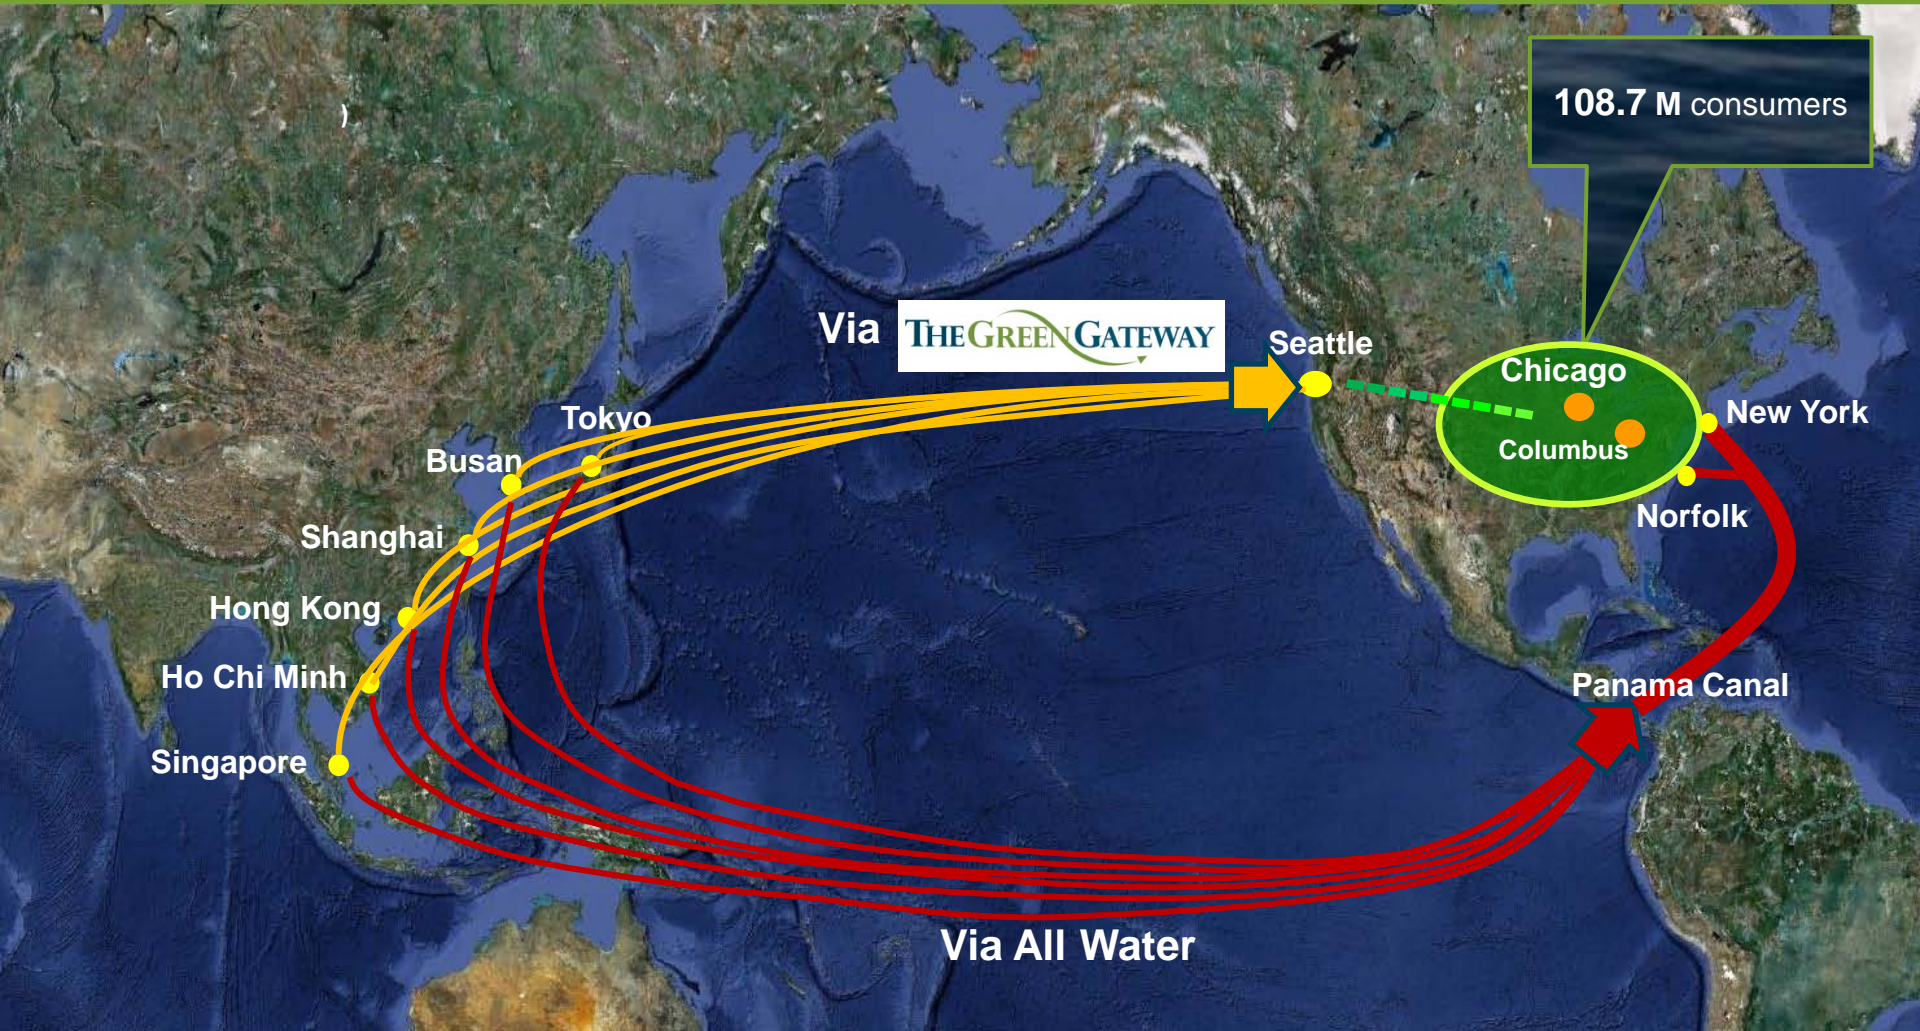 108.7 M consumers
Via THE GREEN GATEWAY
Seattle
Chicago
Tokyo
New York
Busan
Columbus
Norfolk
Shanghai
Hong Kong
Ho Chi Minh
Panama Canal
Singapore
Via All Water
)